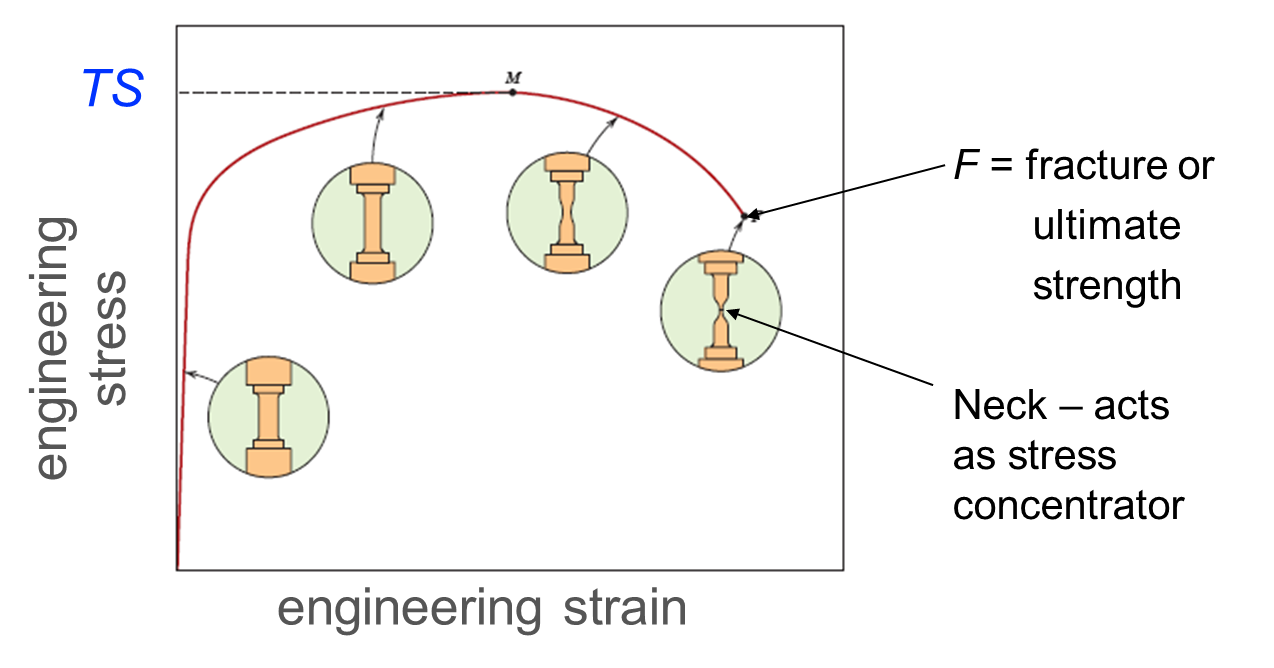 TS
M
F = fracture or
ultimate
strength
engineering
stress
Neck – acts
as stress
concentrator
engineering strain